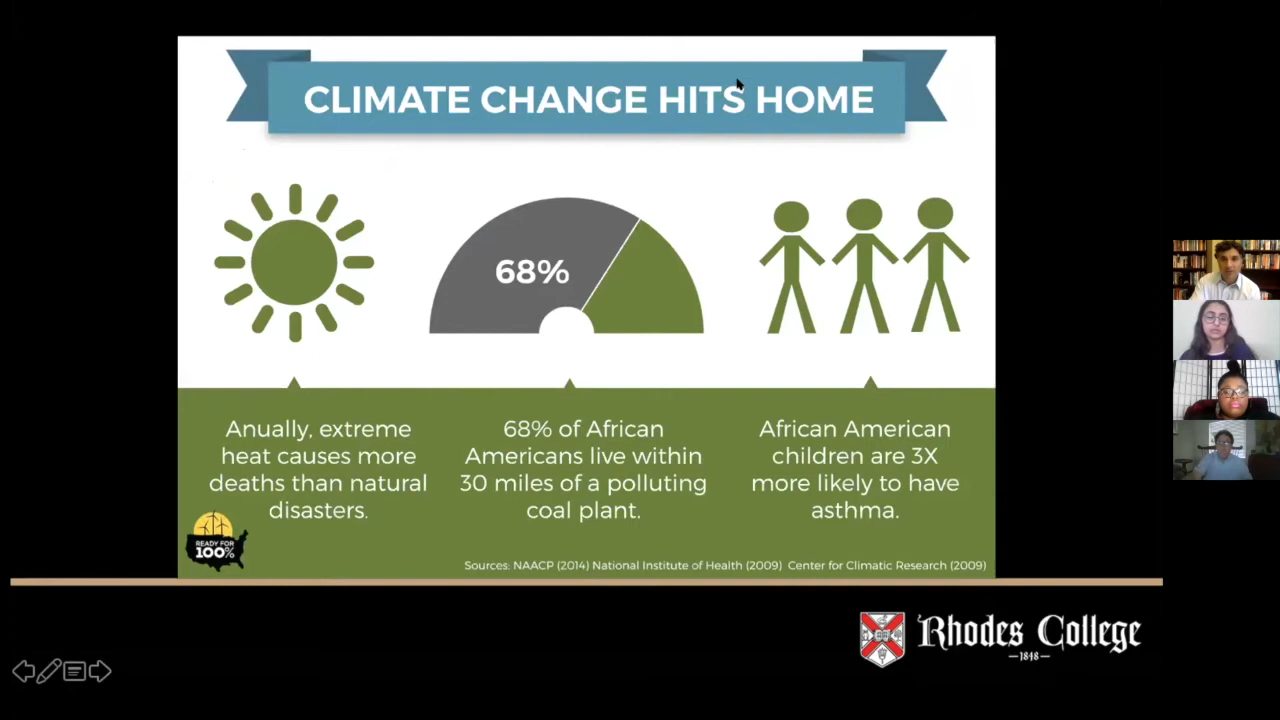 CLIMATE CHANGE HITS HOME
68%
Anually, extreme
heat causes more
deaths than natural
disasters.
68% of African
Americans live within
30 miles of a polluting
coal plant.
African American
children are 3X
more likely to have
asthma.
READY FOR
100%
Sources: NAACP (2014) National Institute of Health (2009) Center for Climatic Research (2009)
Rhodes College
—1848—